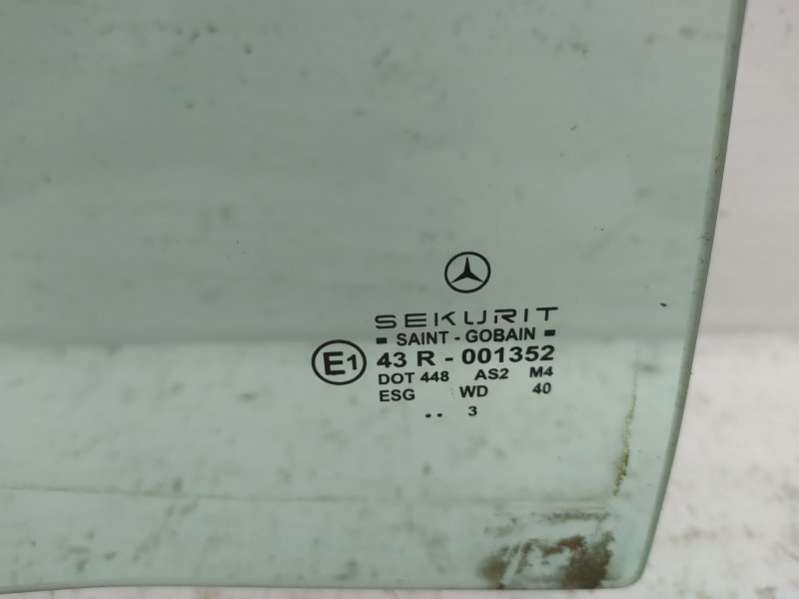 SEKURIT
SAINT - GOBAIN
E1 43 R - 001352
DOT 448 AS2 M4
ESG WD 40
.. 3